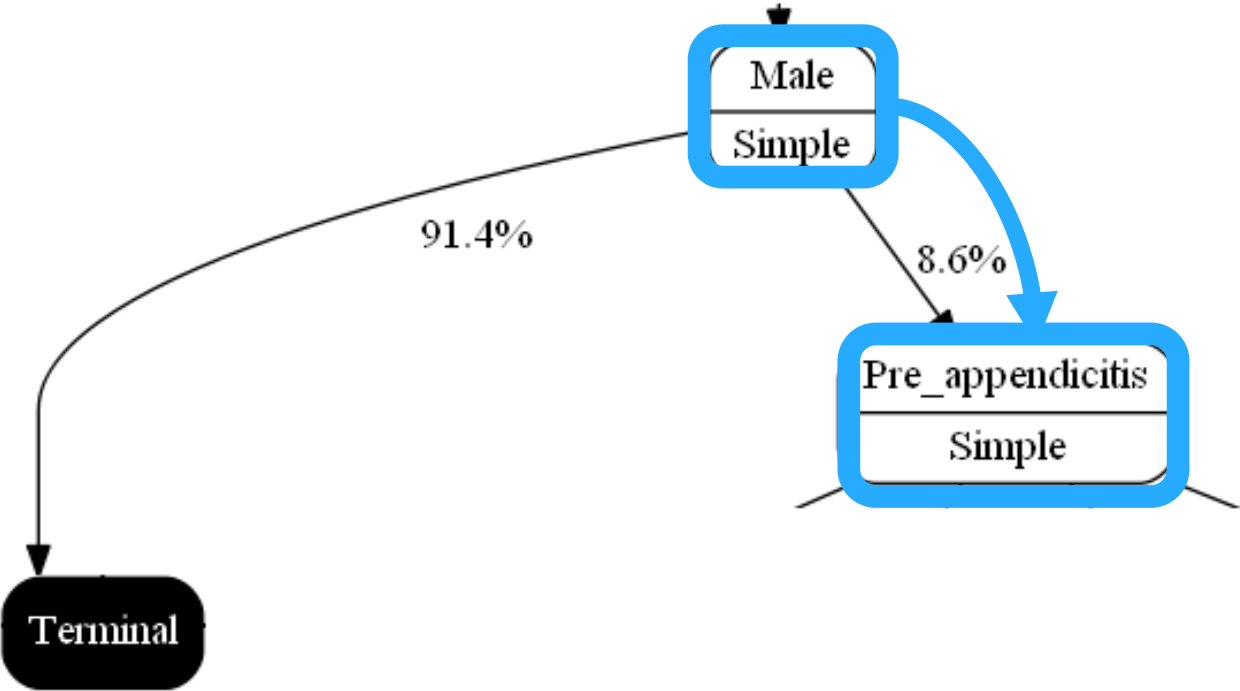 Male
Simple
91.4%
8.6%
Pre_appendicitis
Simple
Terminal